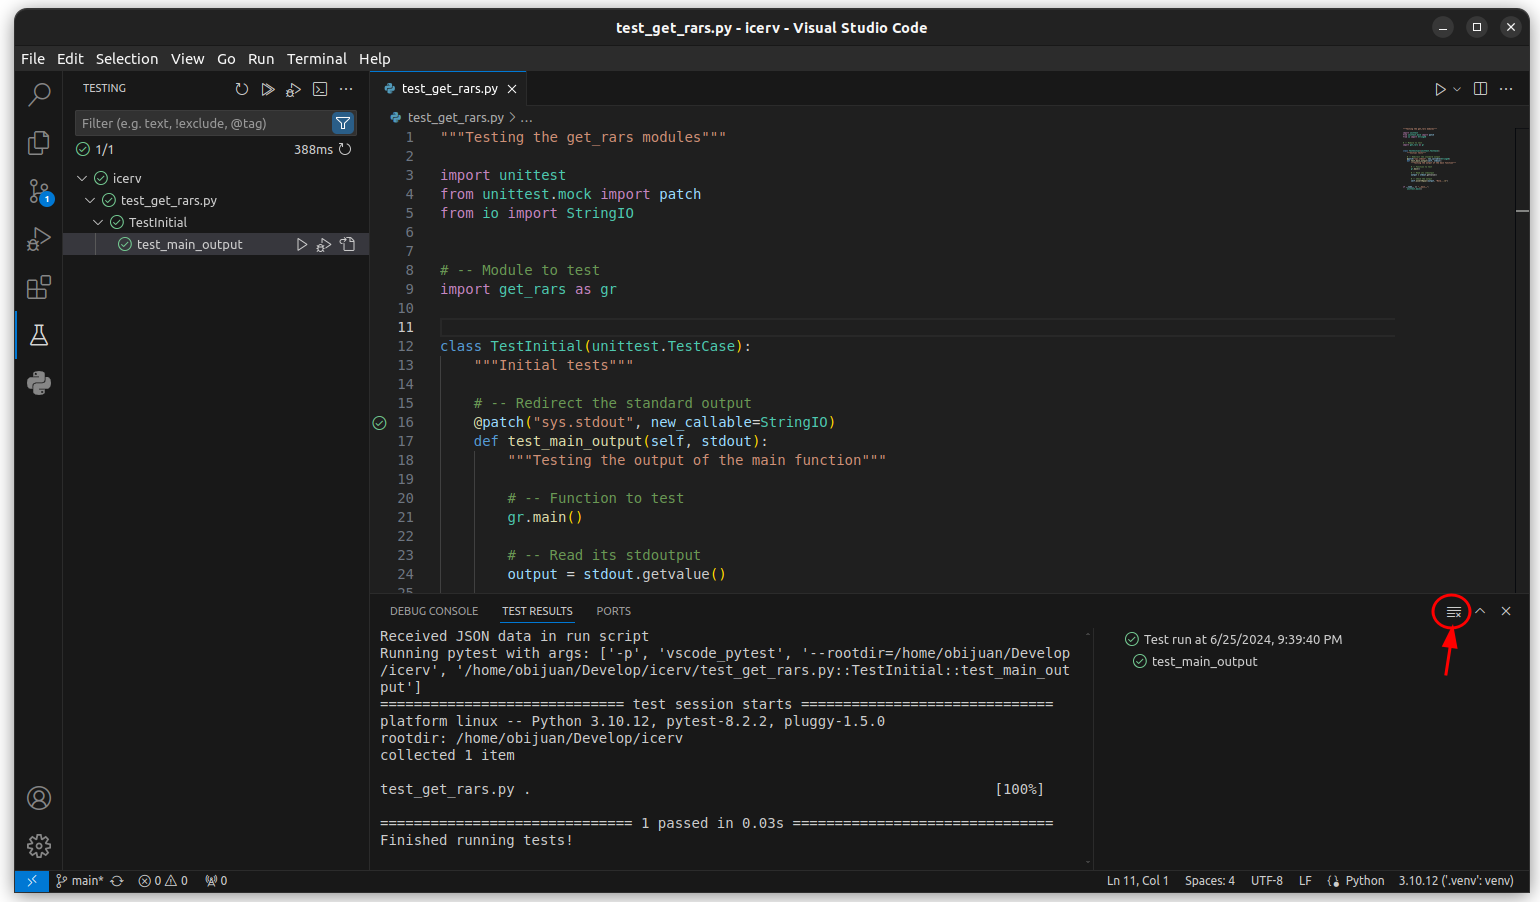 test_get_rars.py - icerv - Visual Studio Code
File Edit Selection View Go Run Terminal Help
TESTING
Filter (e.g. text, !exclude, @tag)
1/1
388ms
icerv
test_get_rars.py
TestInitial
test_main_output
1
test_get_rars.py
test_get_rars.py > ...
1 """Testing the get_rars modules"""
2
3 import unittest
4 from unittest.mock import patch
5 from io import StringIO
6
7
8 # -- Module to test
9 import get_rars as gr
10
11
12 class TestInitial(unittest.TestCase):
13 """Initial tests"""
14
15 # -- Redirect the standard output
16 @patch("sys.stdout", new_callable=StringIO)
17 def test_main_output(self, stdout):
18 """Testing the output of the main function"""
19
20 # -- Function to test
21 gr.main()
22
23 # -- Read its stdoutput
24 output = stdout.getvalue()
25
DEBUG CONSOLE TEST RESULTS PORTS
Received JSON data in run script
Running pytest with args: ['-p', 'vscode_pytest', '--rootdir=/home/obijuan/Develop
/icerv', '/home/obijuan/Develop/icerv/test_get_rars.py::TestInitial::test_main_out
put']
============================= test session starts ==============================
platform linux -- Python 3.10.12, pytest-8.2.2, pluggy-1.5.0
rootdir: /home/obijuan/Develop/icerv
collected 1 item
test_get_rars.py . [100%]
============================== 1 passed in 0.03s ===============================
Finished running tests!
Test run at 6/25/2024, 9:39:40 PM
test_main_output
main* 0 0 0
Ln 11, Col 1 Spaces: 4 UTF-8 LF Python 3.10.12 ('.venv': venv)